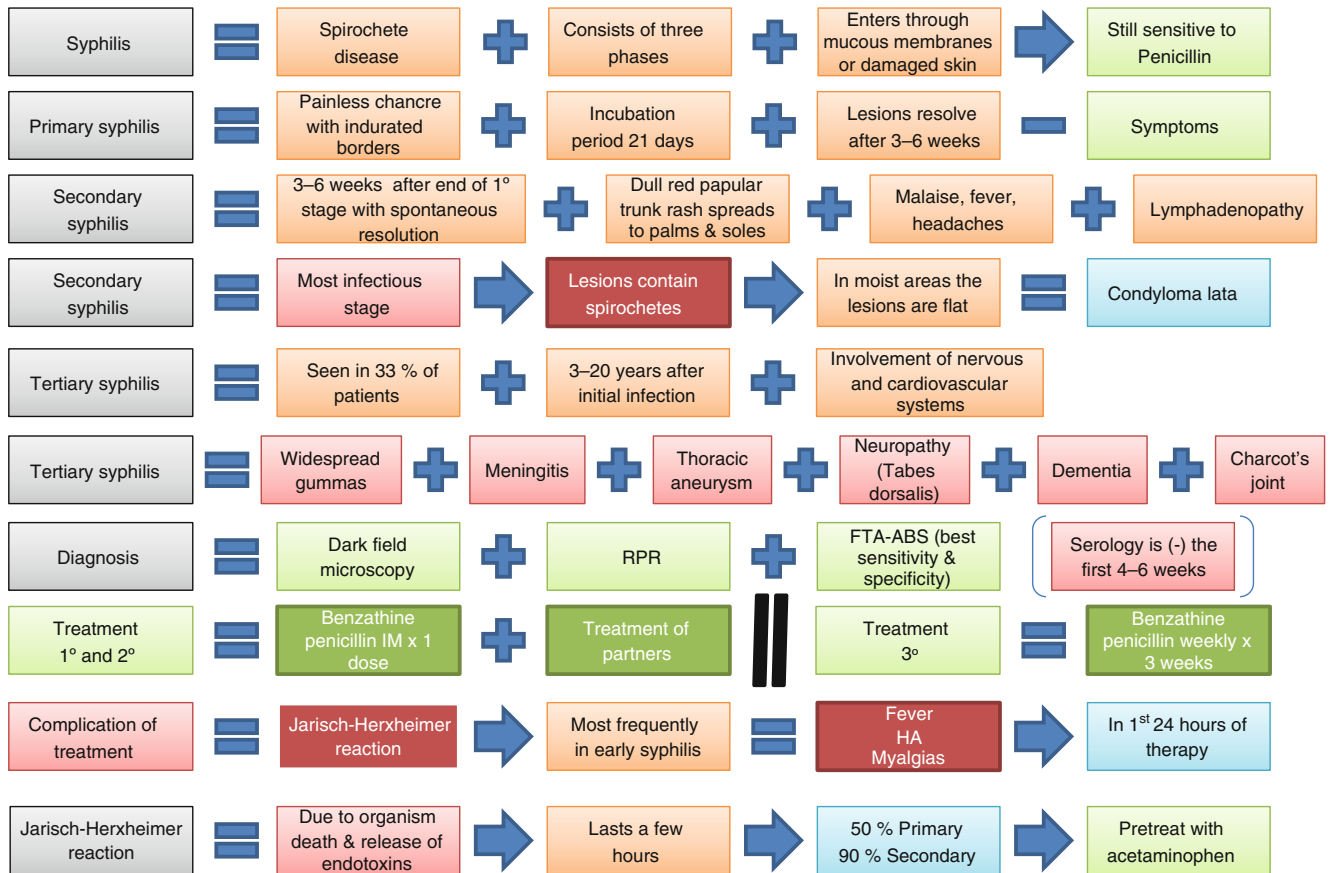 Syphilis
Spirochete
disease
Consists of three
phases
Enters through
mucous membranes
or damaged skin
Still sensitive to
Penicillin
Primary syphilis
Painless chancre
with indurated
borders
Incubation
period 21 days
Lesions resolve
after 3–6 weeks
Symptoms
Secondary
syphilis
3–6 weeks after end of 1º
stage with spontaneous
resolution
Dull red papular
trunk rash spreads
to palms & soles
Malaise, fever,
headaches
Lymphadenopathy
Secondary
syphilis
Most infectious
stage
Lesions contain
spirochetes
In moist areas the
lesions are flat
Condyloma lata
Tertiary syphilis
Seen in 33 % of
patients
3–20 years after
initial infection
Involvement of nervous
and cardiovascular
systems
Tertiary syphilis
Widespread
gummas
Meningitis
Thoracic
aneurysm
Neuropathy
(Tabes
dorsalis)
Dementia
Charcot's
joint
Diagnosis
Dark field
microscopy
RPR
FTA-ABS (best
sensitivity &
specificity)
Serology is (-) the
first 4–6 weeks
Treatment
1º and 2º
Benzathine
penicillin IM x 1
dose
Treatment of
partners
Treatment
3º
Benzathine
penicillin weekly x
3 weeks
Complication of
treatment
Jarisch-Herxheimer
reaction
Most frequently
in early syphilis
Fever
HA
Myalgias
In 1st 24 hours of
therapy
Jarisch-Herxheimer
reaction
Due to organism
death & release of
endotoxins
Lasts a few
hours
50 % Primary
90 % Secondary
Pretreat with
acetaminophen